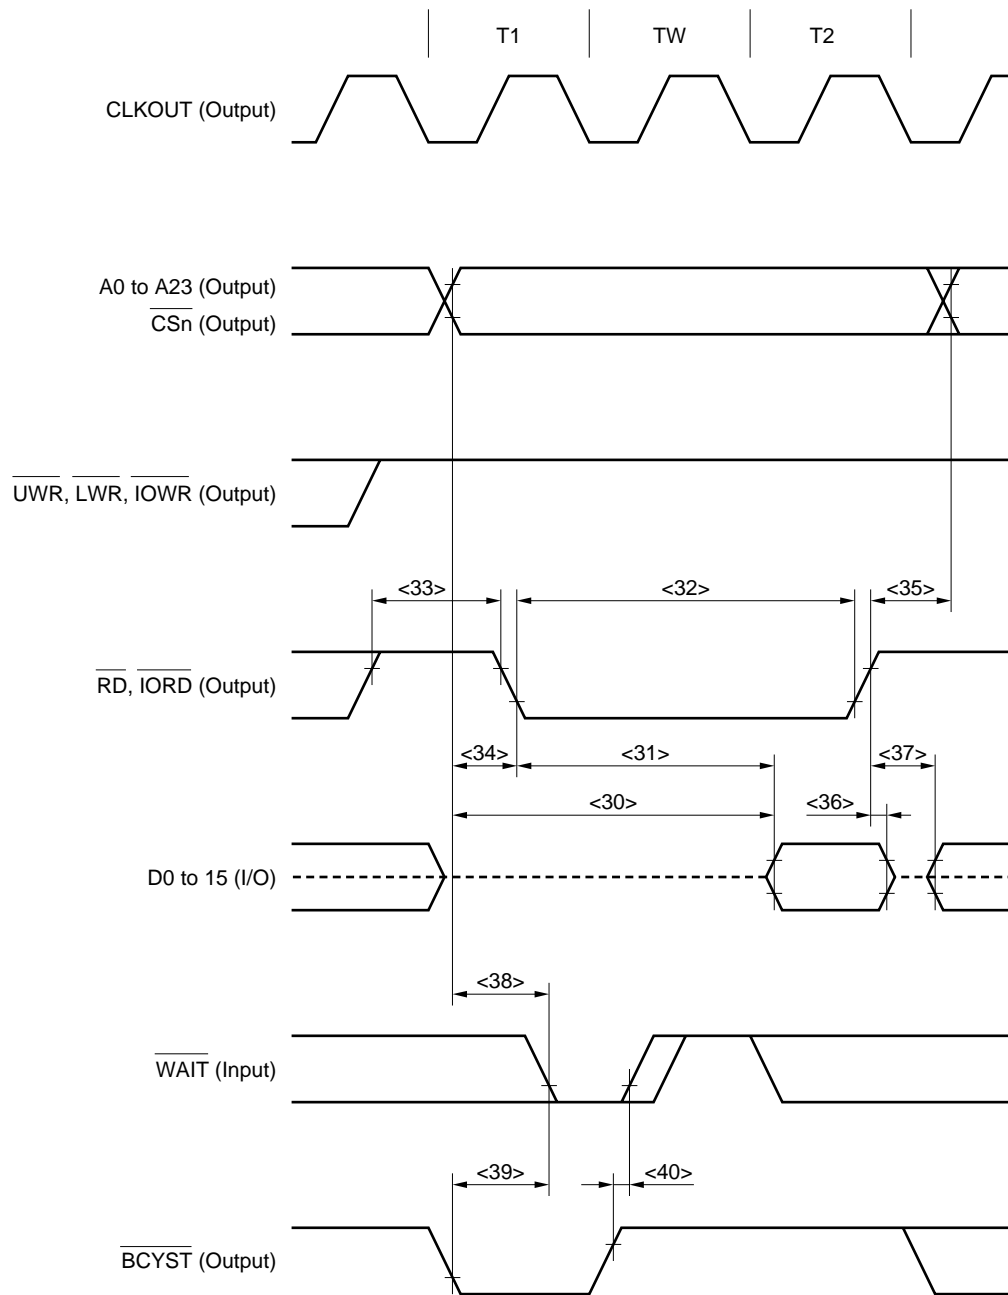 T1 TW T2
CLKOUT (Output)
A0 to A23 (Output)
CSn (Output)
UWR, LWR, IOWR (Output)
<33> <32> <35>
RD, IORD (Output)
<34> <31> <37>
<30> <36>
D0 to 15 (I/O)
<38>
WAIT (Input)
<39> <40>
BCYST (Output)